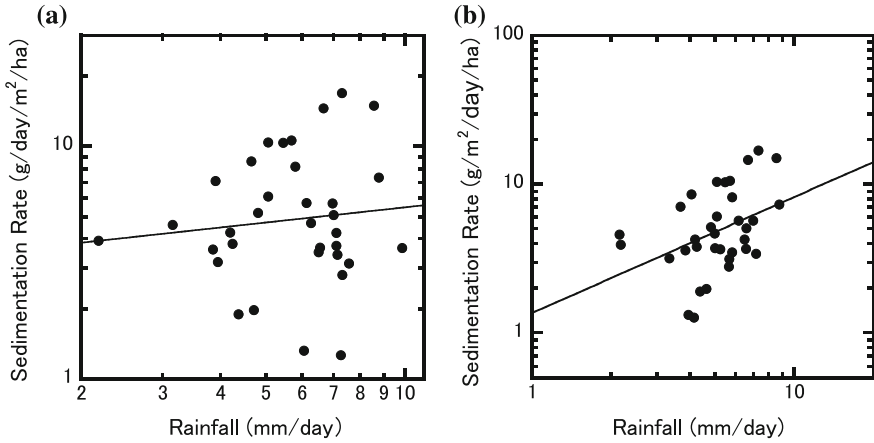 (a)
Sedimentation Rate (g/day/m²/ha)
10
1
2 3 4 5 6 7 8 9 10
Rainfall (mm/day)
(b)
Sedimentation Rate (g/m²/day/ha)
100
10
1
1 10
Rainfall (mm/day)